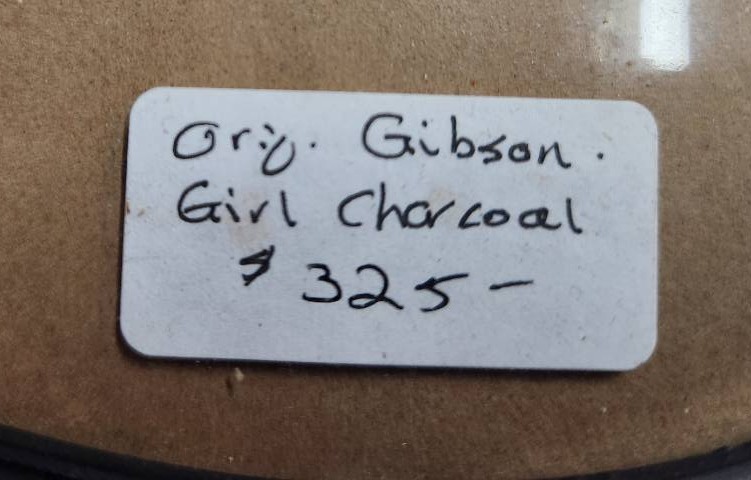 Orig. Gibson.
Girl Charcoal
$325-